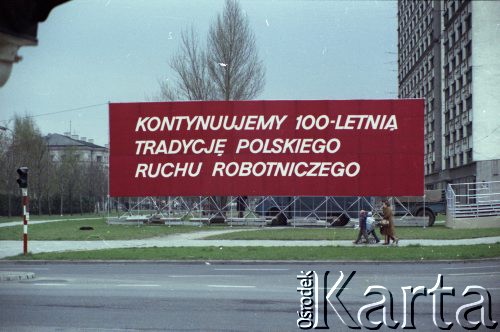 KONTYNUUJEMY 100-LETNIĄ
TRADYCJĘ POLSKIEGO
RUCHU ROBOTNICZEGO
Ośrodek
Karta